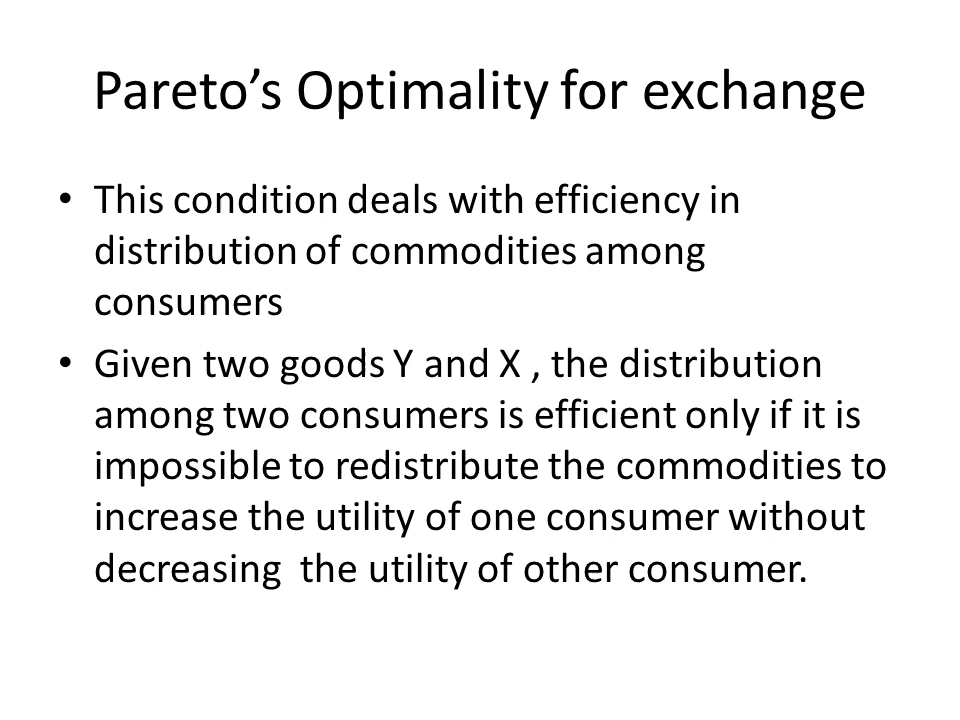 Pareto’s Optimality for exchange
• This condition deals with efficiency in
distribution of commodities among
consumers
• Given two goods Y and X , the distribution
among two consumers is efficient only if it is
impossible to redistribute the commodities to
increase the utility of one consumer without
decreasing  the utility of other consumer.